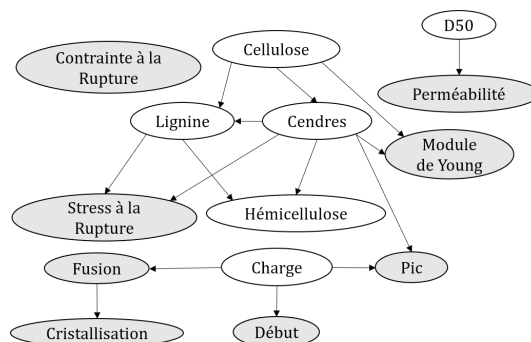 D50
Cellulose
Contrainte à la
Rupture
Perméabilité
Lignine
Cendres
Module
de Young
Stress à la
Rupture
Hémicellulose
Fusion
Charge
Pic
Cristallisation
Début